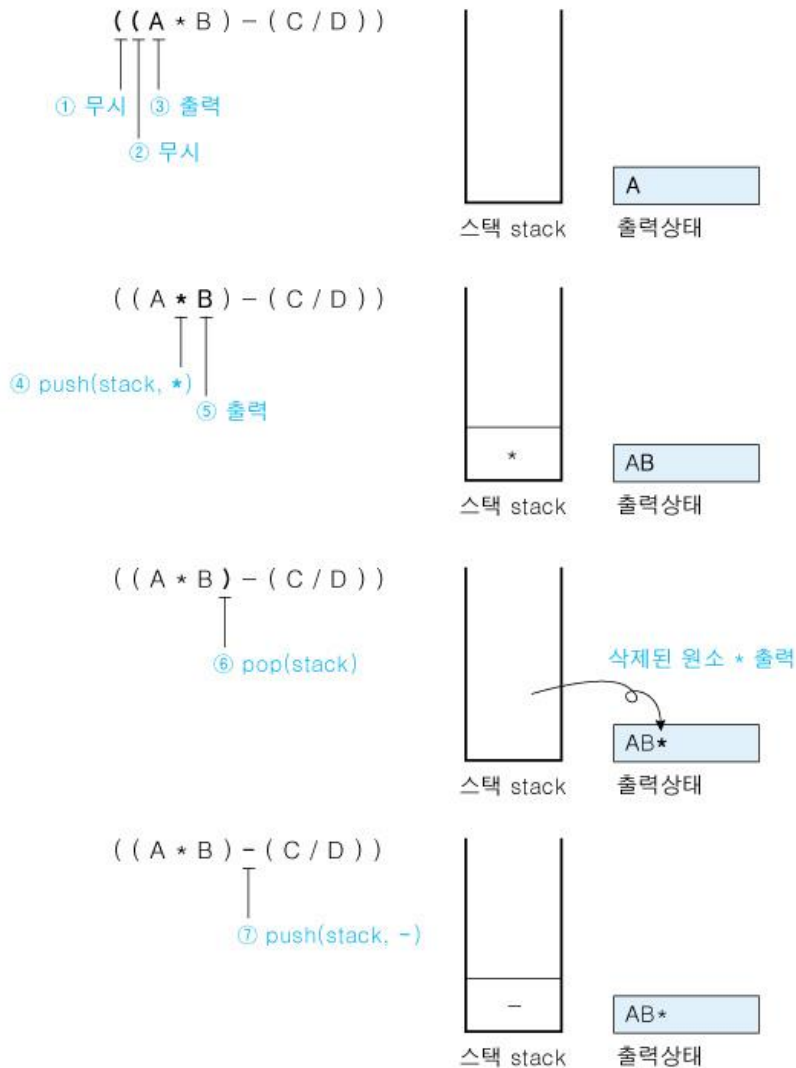 ( ( A * B ) − ( C / D ) )
① 무시
③ 출력
② 무시
A
스택 stack
출력상태
( ( A * B ) − ( C / D ) )
④ push(stack, *)
⑤ 출력
*
AB
스택 stack
출력상태
( ( A * B ) − ( C / D ) )
⑥ pop(stack)
삭제된 원소 * 출력
AB*
스택 stack
출력상태
( ( A * B ) − ( C / D ) )
⑦ push(stack, −)
−
AB*
스택 stack
출력상태